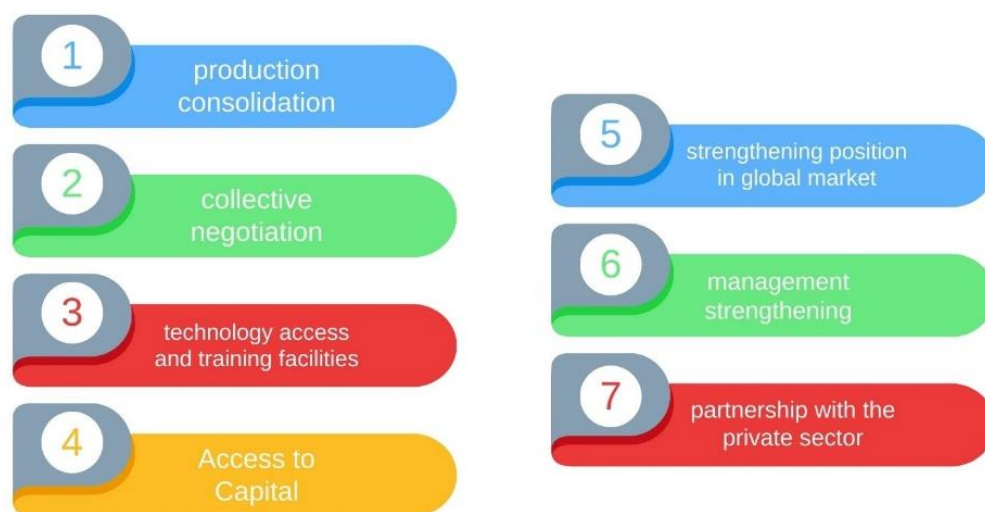 1
production
consolidation
2
collective
negotiation
3
technology access
and training facilities
4
Access to
Capital
5
strengthening position
in global market
6
management
strengthening
7
partnership with the
private sector